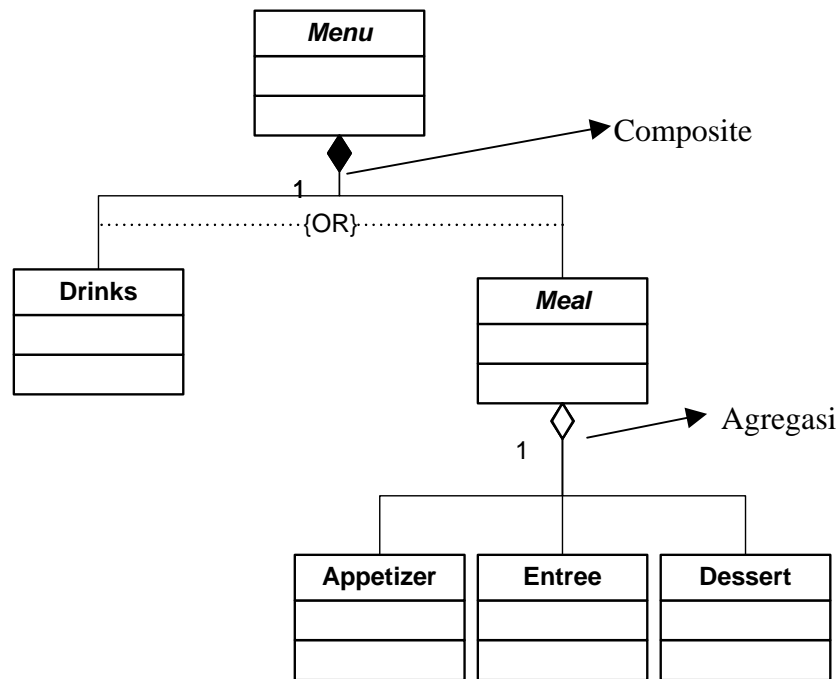 Menu
Composite
1
{OR}
Drinks
Meal
Agregasi
1
Appetizer
Entree
Dessert